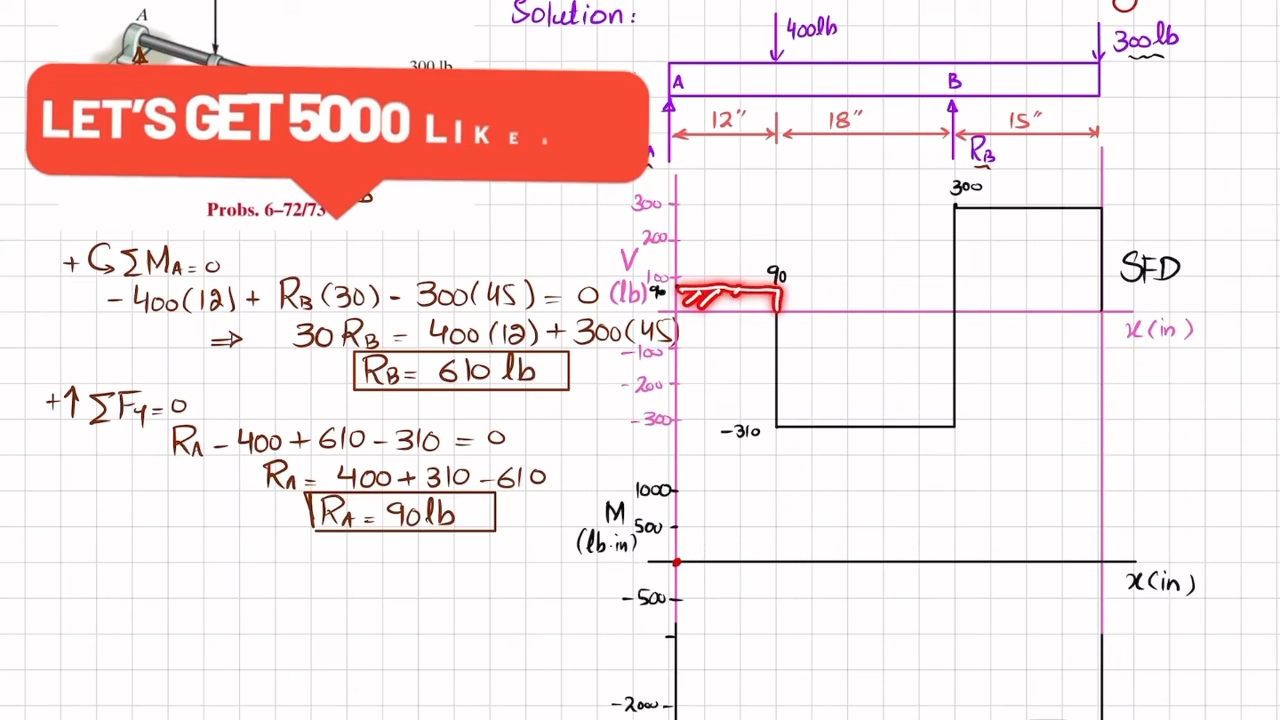 Solution:
A
400lb
300lb
300 lb
LET'S GET 5000 LIKE.
A
B
12"
18"
15"
A
RB
B
Probs. 6–72/73
300
300
200
V
100
(lb)
90
90
SFD
x(in)
-100
-200
-300
-310
+ ΣMA=0
-400(12) + RB(30) - 300(45) = 0
⇒ 30 RB = 400(12) + 300(45)
RB = 610 lb
+↑ ΣFy=0
RA - 400 + 610 - 310 = 0
RA = 400 + 310 - 610
RA = 90lb
1000
M
500
(lb·in)
x(in)
-500
-2000